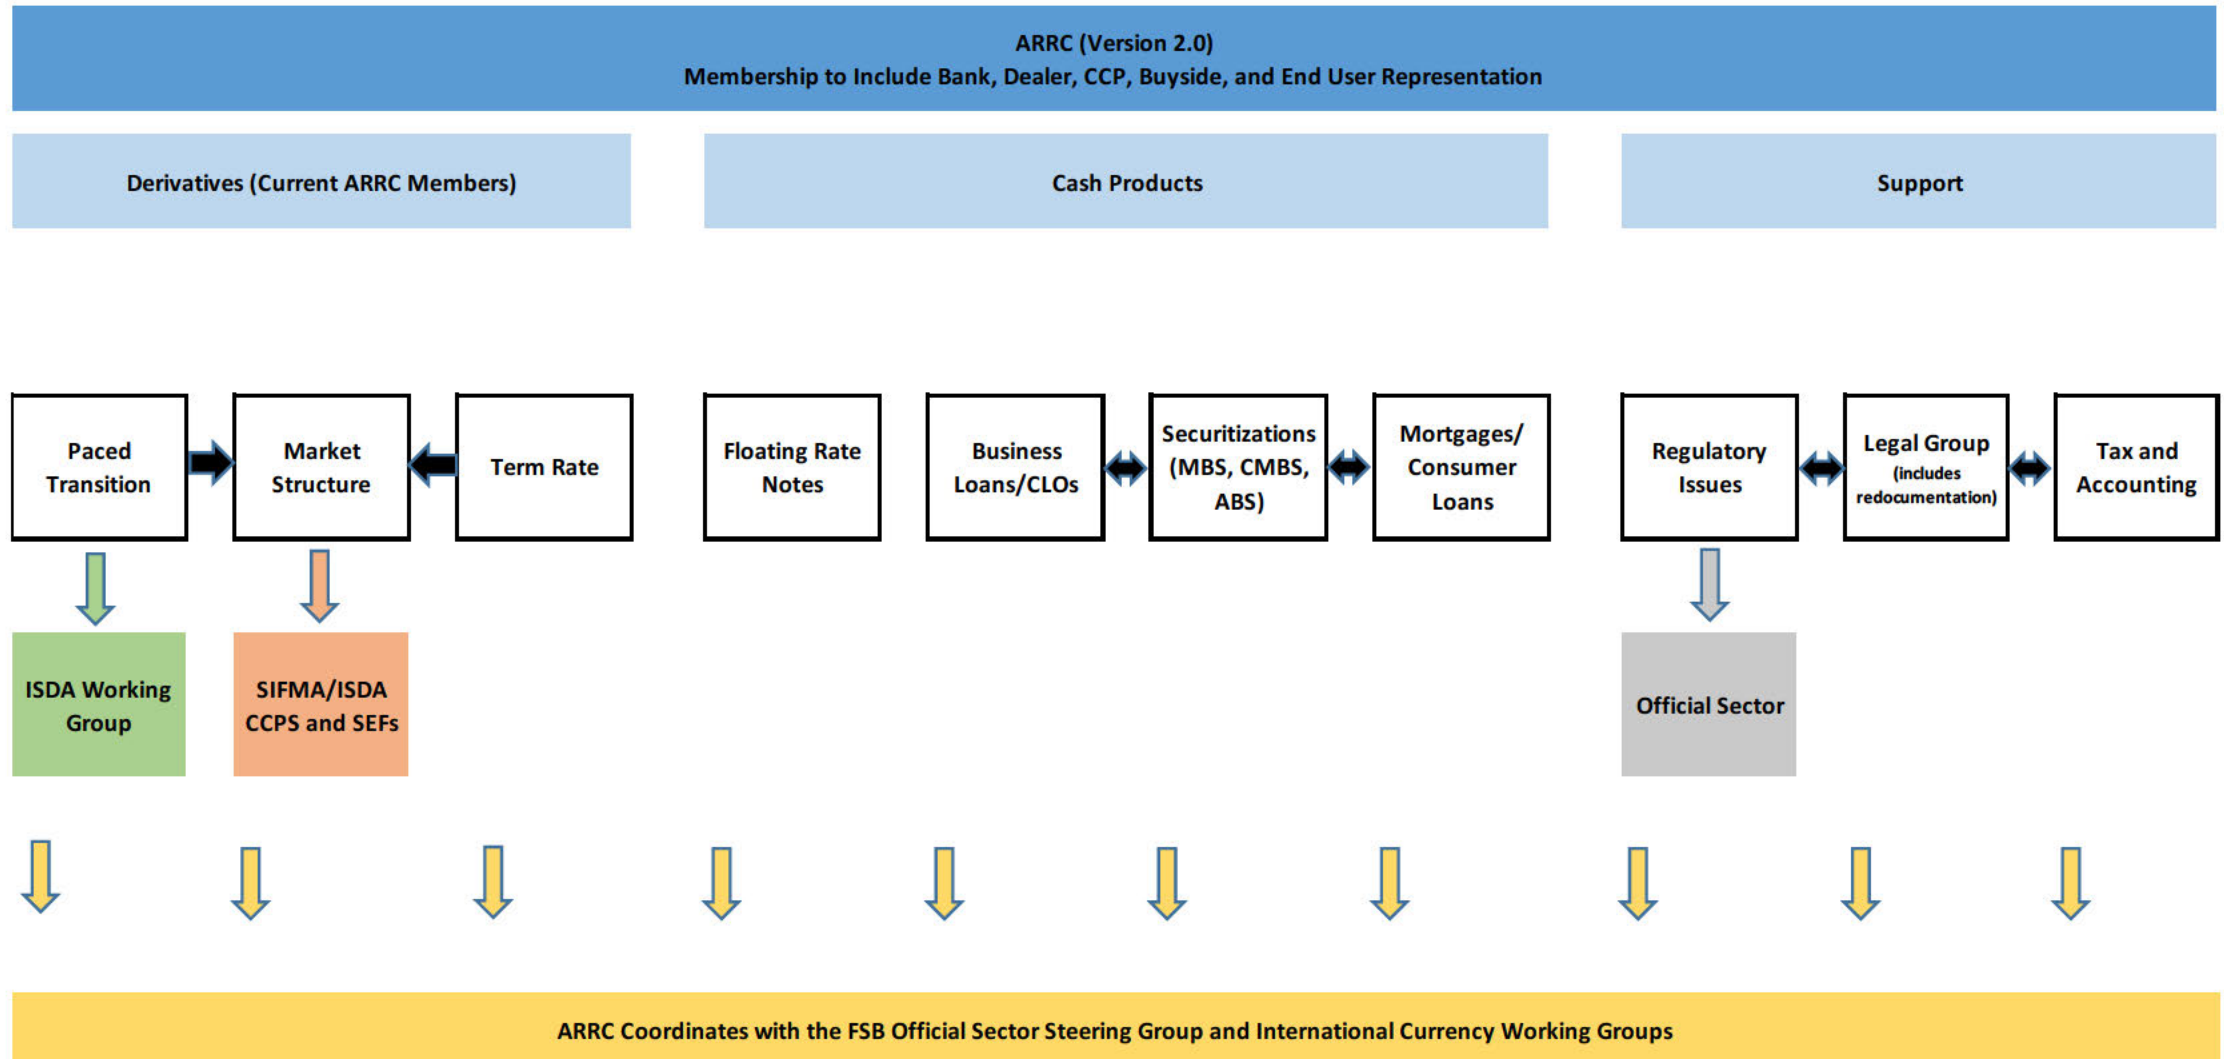 ARRC (Version 2.0)
Membership to Include Bank, Dealer, CCP, Buyside, and End User Representation
Derivatives (Current ARRC Members)
Cash Products
Support
Paced
Transition
Market
Structure
Term Rate
Floating Rate
Notes
Business
Loans/CLOs
Securitizations
(MBS, CMBS,
ABS)
Mortgages/
Consumer
Loans
Regulatory
Issues
Legal Group
(includes
redocumentation)
Tax and
Accounting
ISDA Working
Group
SIFMA/ISDA
CCPS and SEFs
Official Sector
ARRC Coordinates with the FSB Official Sector Steering Group and International Currency Working Groups